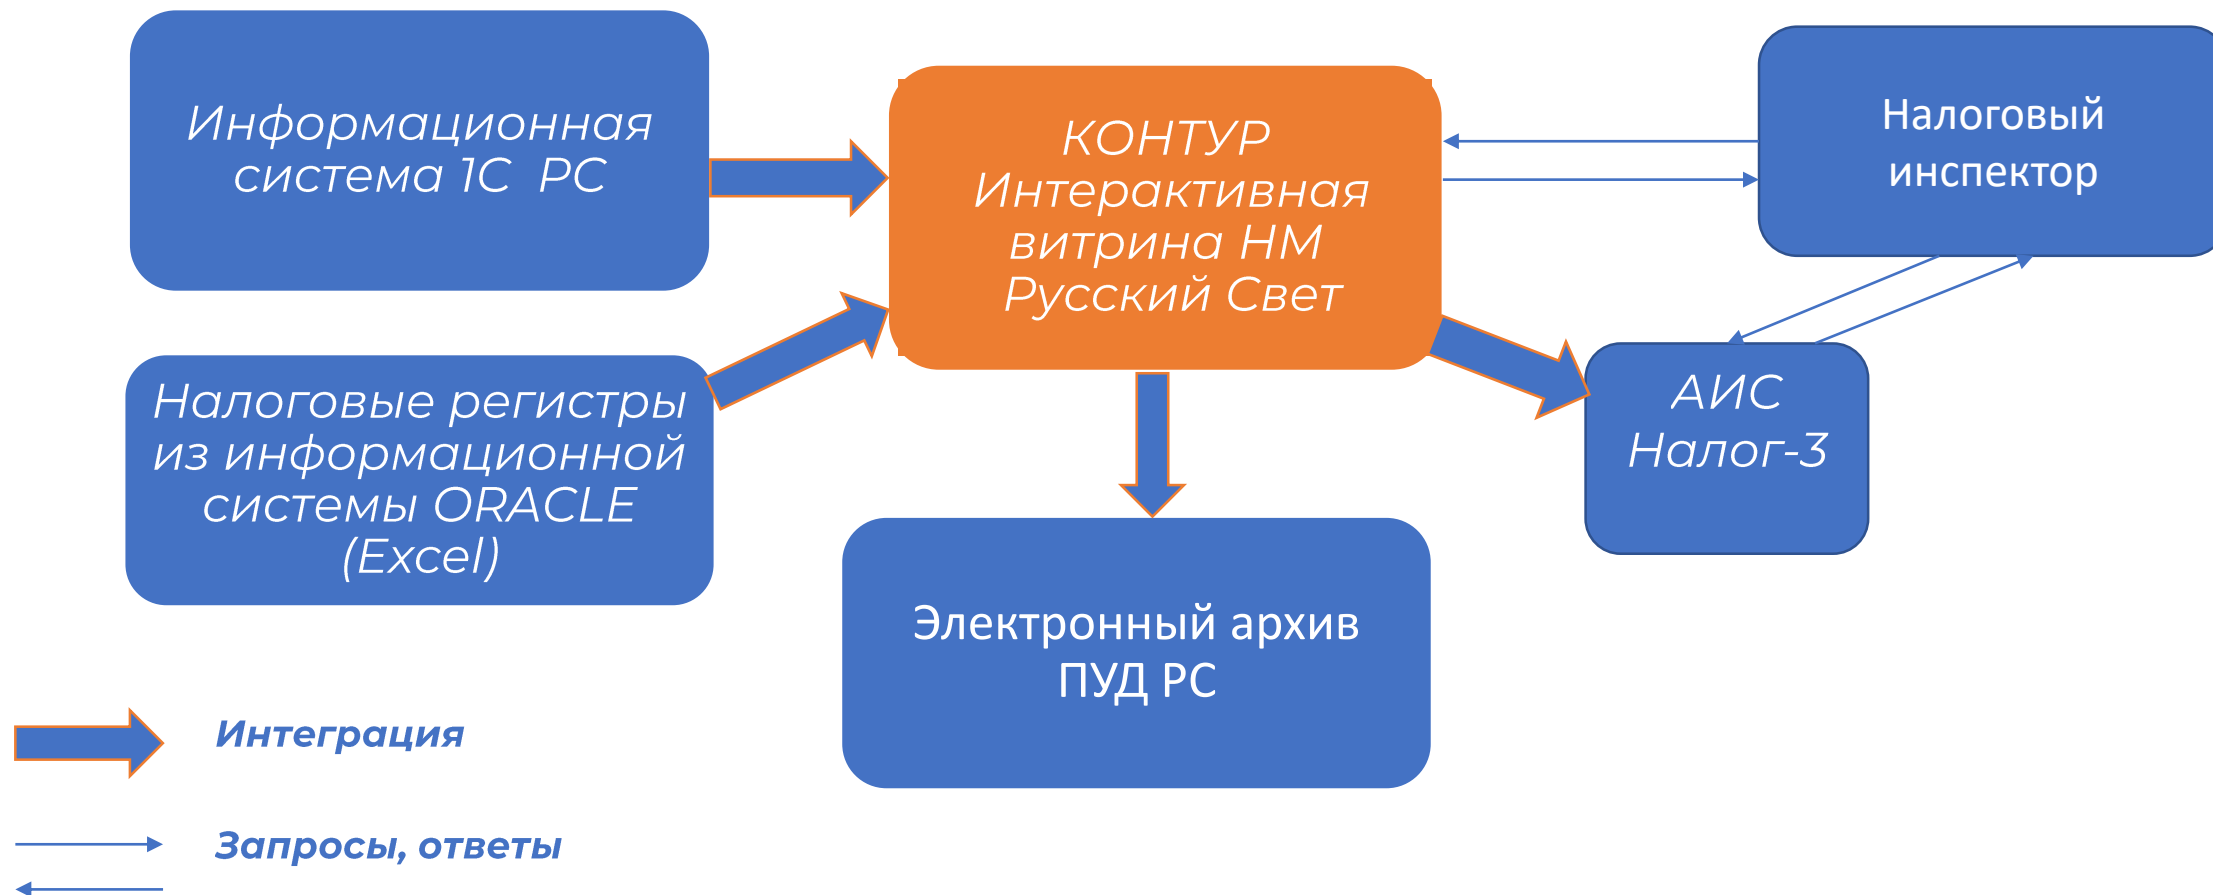 Информационная
система 1С РС
КОНТУР
Интерактивная
витрина НМ
Русский Свет
Налоговый
инспектор
Налоговые регистры
из информационной
системы ORACLE
(Excel)
АИС
Налог-3
Электронный архив
ПУД РС
Интеграция
Запросы, ответы